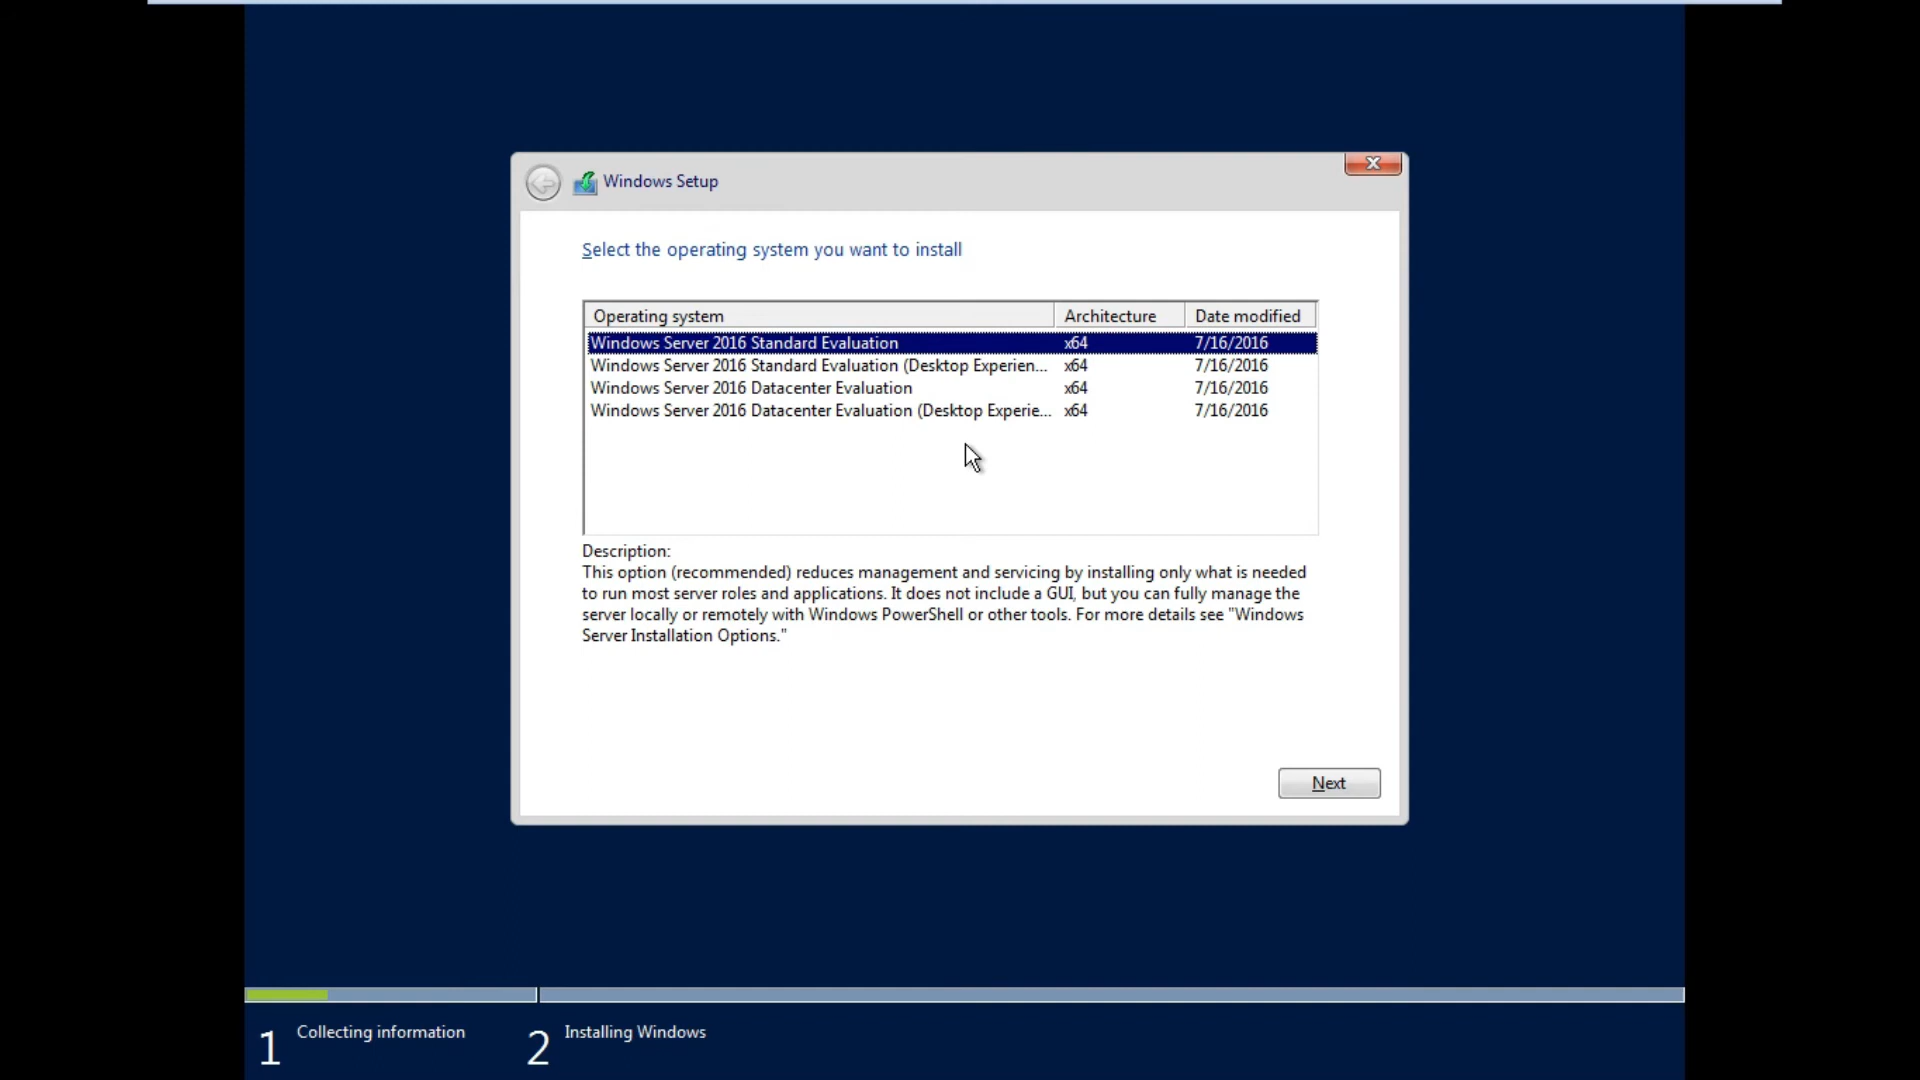 Windows Setup
Select the operating system you want to install
Operating system Architecture Date modified
Windows Server 2016 Standard Evaluation x64 7/16/2016
Windows Server 2016 Standard Evaluation (Desktop Experien... x64 7/16/2016
Windows Server 2016 Datacenter Evaluation x64 7/16/2016
Windows Server 2016 Datacenter Evaluation (Desktop Experie... x64 7/16/2016
Description:
This option (recommended) reduces management and servicing by installing only what is needed
to run most server roles and applications. It does not include a GUI, but you can fully manage the
server locally or remotely with Windows PowerShell or other tools. For more details see "Windows
Server Installation Options."
Next
1 Collecting information 2 Installing Windows